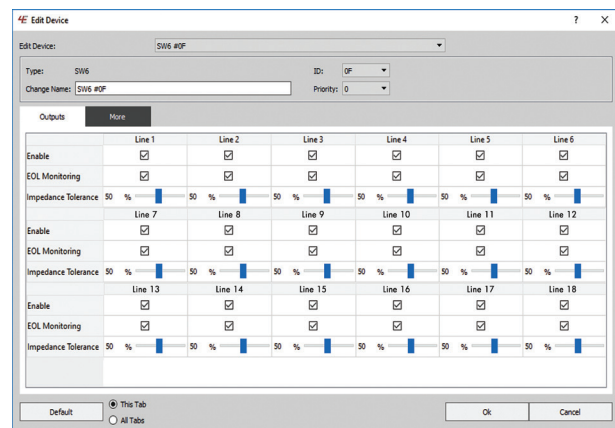 Edit Device ? X
Edit Device: SW6 #0F
Type: SW6 ID: 0F
Change Name: SW6 #0F Priority: 0
Outputs More
Line 1 Line 2 Line 3 Line 4 Line 5 Line 6
Enable
EOL Monitoring
Impedance Tolerance 50 % 50 % 50 % 50 % 50 % 50 %
Line 7 Line 8 Line 9 Line 10 Line 11 Line 12
Enable
EOL Monitoring
Impedance Tolerance 50 % 50 % 50 % 50 % 50 % 50 %
Line 13 Line 14 Line 15 Line 16 Line 17 Line 18
Enable
EOL Monitoring
Impedance Tolerance 50 % 50 % 50 % 50 % 50 % 50 %
Default This Tab Ok Cancel
All Tabs